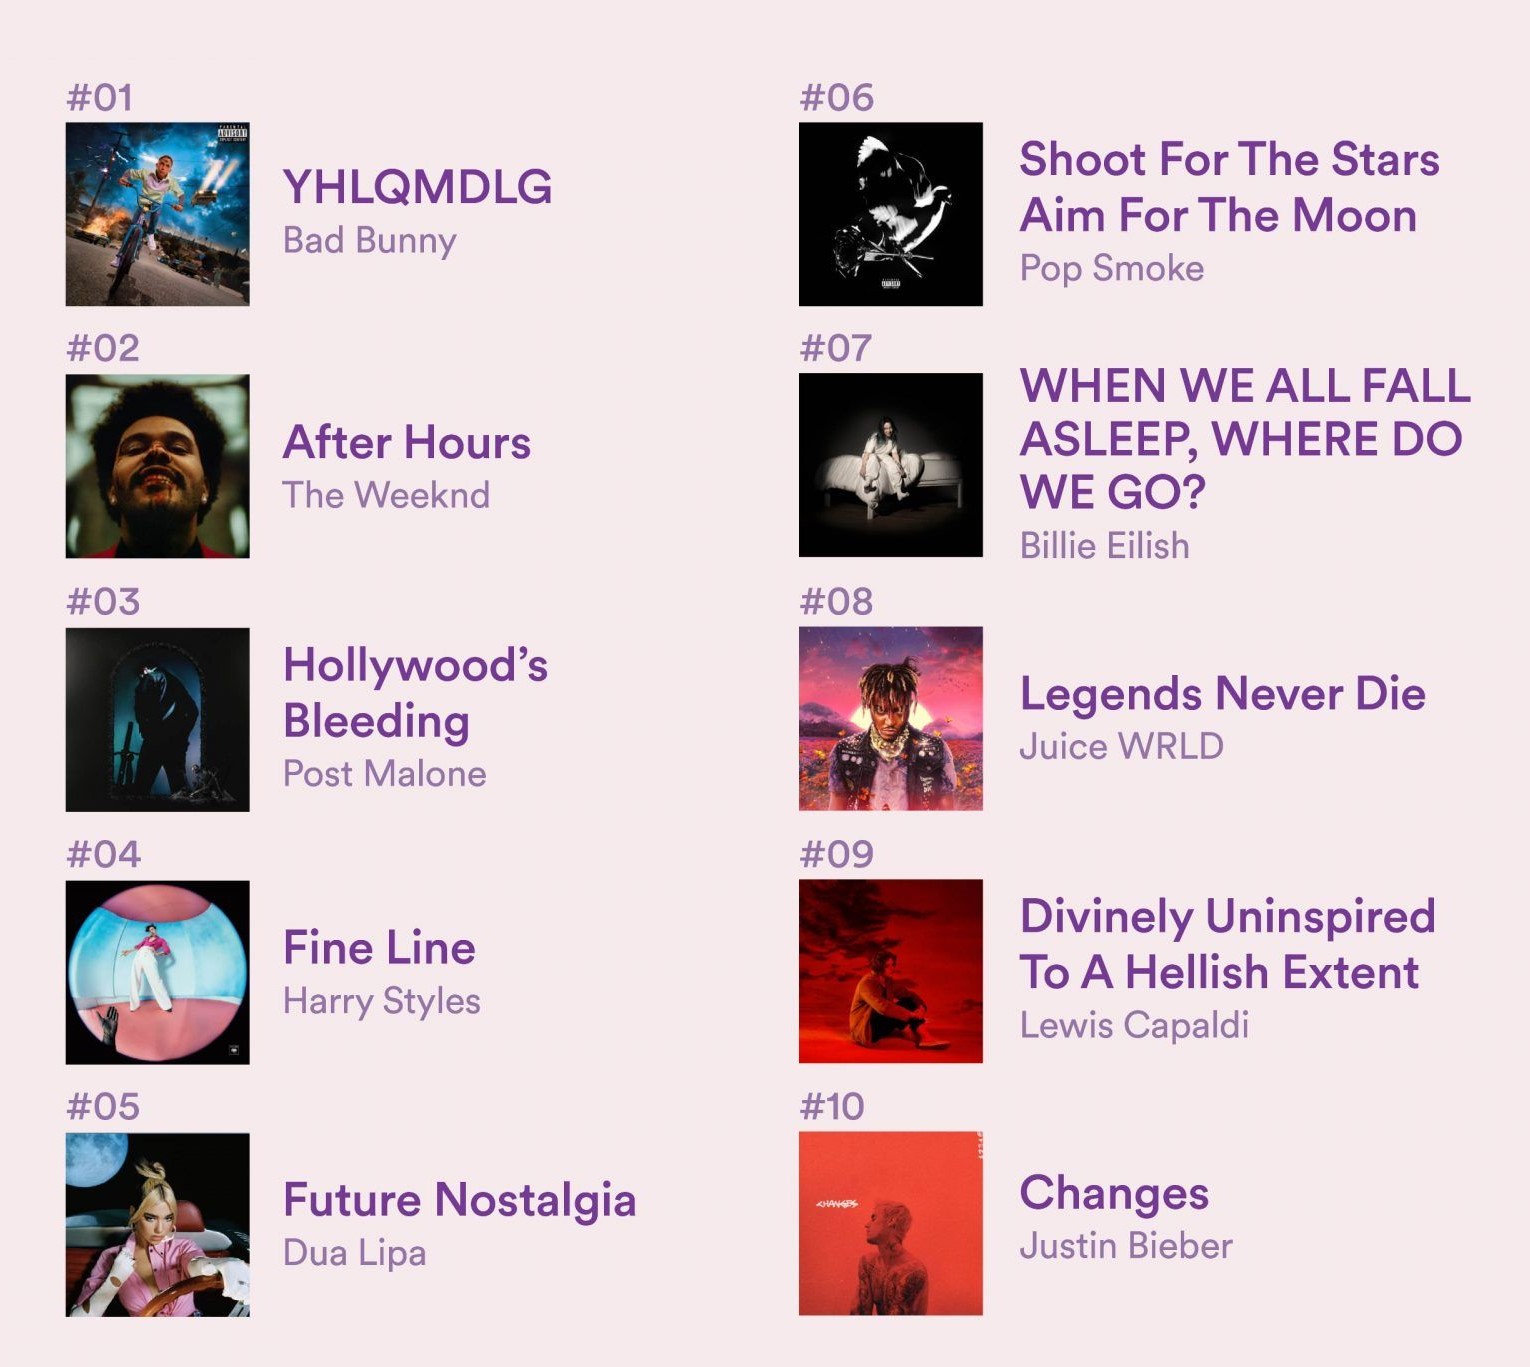 #01
YHLQMDLG
Bad Bunny
#02
After Hours
The Weeknd
#03
Hollywood’s
Bleeding
Post Malone
#04
Fine Line
Harry Styles
#05
Future Nostalgia
Dua Lipa
#06
Shoot For The Stars
Aim For The Moon
Pop Smoke
#07
WHEN WE ALL FALL
ASLEEP, WHERE DO
WE GO?
Billie Eilish
#08
Legends Never Die
Juice WRLD
#09
Divinely Uninspired
To A Hellish Extent
Lewis Capaldi
#10
CHANGES
Changes
Justin Bieber